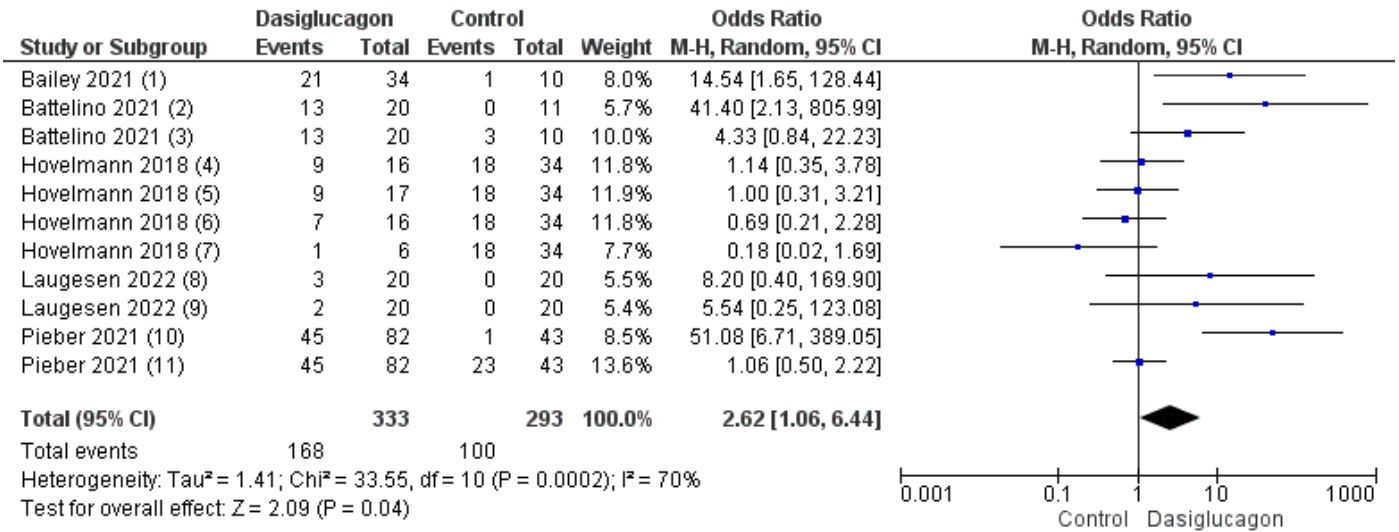 Dasiglucagon Control Odds Ratio Odds Ratio
Study or Subgroup Events Total Events Total Weight M-H, Random, 95% CI M-H, Random, 95% CI
Bailey 2021 (1) 21 34 1 10 8.0% 14.54 [1.65, 128.44]
Battelino 2021 (2) 13 20 0 11 5.7% 41.40 [2.13, 805.99]
Battelino 2021 (3) 13 20 3 10 10.0% 4.33 [0.84, 22.23]
Hovelmann 2018 (4) 9 16 18 34 11.8% 1.14 [0.35, 3.78]
Hovelmann 2018 (5) 9 17 18 34 11.9% 1.00 [0.31, 3.21]
Hovelmann 2018 (6) 7 16 18 34 11.8% 0.69 [0.21, 2.28]
Hovelmann 2018 (7) 1 6 18 34 7.7% 0.18 [0.02, 1.69]
Laugesen 2022 (8) 3 20 0 20 5.5% 8.20 [0.40, 169.90]
Laugesen 2022 (9) 2 20 0 20 5.4% 5.54 [0.25, 123.08]
Pieber 2021 (10) 45 82 1 43 8.5% 51.08 [6.71, 389.05]
Pieber 2021 (11) 45 82 23 43 13.6% 1.06 [0.50, 2.22]
Total (95% CI) 333 293 100.0% 2.62 [1.06, 6.44]
Total events 168 100
Heterogeneity: Tau² = 1.41; Chi² = 33.55, df = 10 (P = 0.0002); I² = 70%
Test for overall effect: Z = 2.09 (P = 0.04)
0.001 0.1 1 10 1000
Control Dasiglucagon